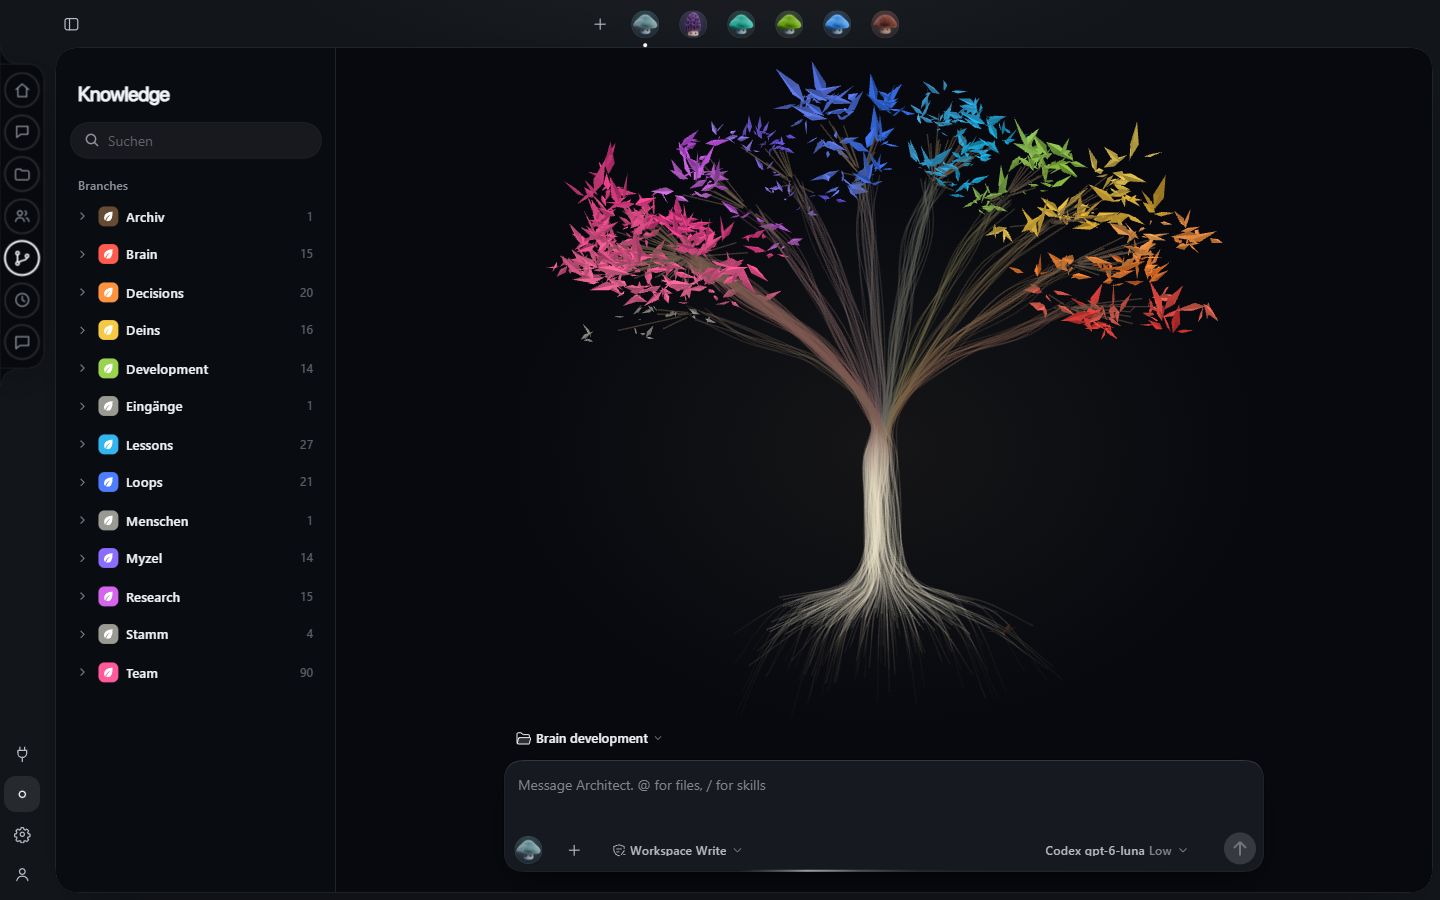 Knowledge
Suchen
Branches
Archiv 1
Brain 15
Decisions 20
Deins 16
Development 14
Eingänge 1
Lessons 27
Loops 21
Menschen 1
Myzel 14
Research 15
Stamm 4
Team 90
Brain development
Message Architect. @ for files, / for skills
Workspace Write
Codex gpt-6-luna Low